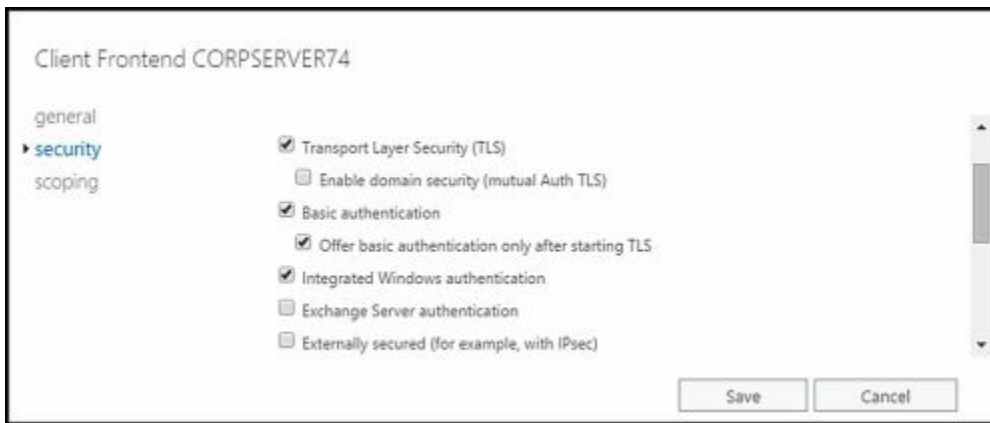 Client Frontend CORPSERVER74
general
security
scoping
Transport Layer Security (TLS)
Enable domain security (mutual Auth TLS)
Basic authentication
Offer basic authentication only after starting TLS
Integrated Windows authentication
Exchange Server authentication
Externally secured (for example, with IPsec)
Save
Cancel